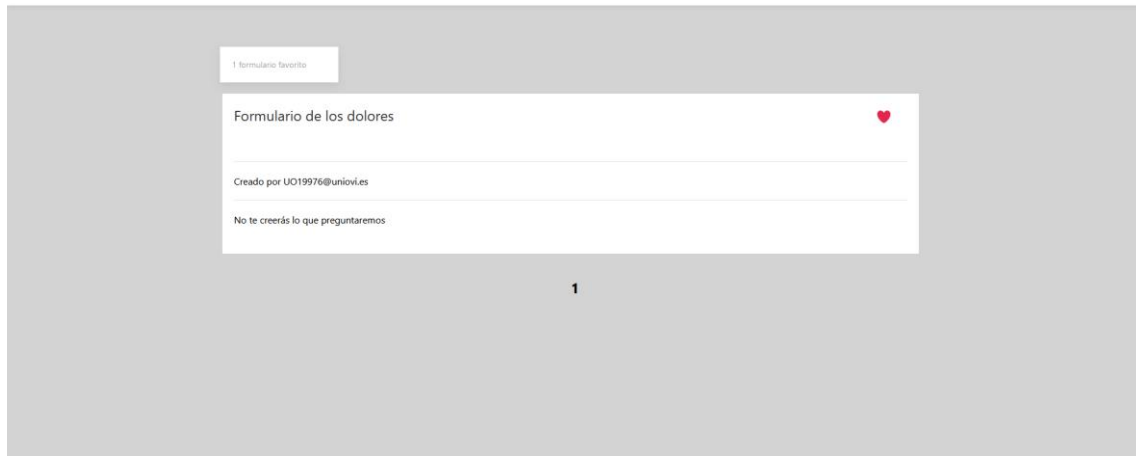 1 formulario favorito
Formulario de los dolores
Creado por UO19976@uniovi.es
No te creerás lo que preguntaremos
1